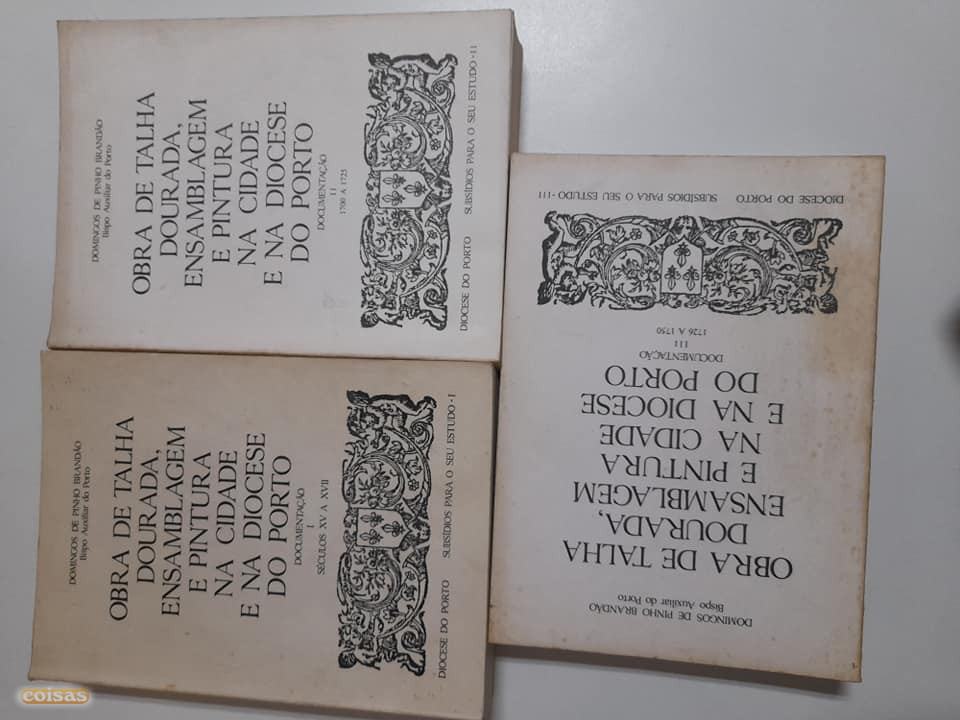 DOMINGOS DE PINHO BRANDÃO
Bispo Auxiliar do Porto
OBRA DE TALHA
DOURADA,
ENSAMBLAGEM
E PINTURA
NA CIDADE
E NA DIOCESE
DO PORTO
DOCUMENTAÇÃO
II
1700 A 1725
DIOCESE DO PORTO SUBSÍDIOS PARA O SEU ESTUDO - II
DOMINGOS DE PINHO BRANDÃO
Bispo Auxiliar do Porto
OBRA DE TALHA
DOURADA,
ENSAMBLAGEM
E PINTURA
NA CIDADE
E NA DIOCESE
DO PORTO
DOCUMENTAÇÃO
I
SÉCULOS XV A XVII
DIOCESE DO PORTO SUBSÍDIOS PARA O SEU ESTUDO - I
DOMINGOS DE PINHO BRANDÃO
Bispo Auxiliar do Porto
OBRA DE TALHA
DOURADA,
ENSAMBLAGEM
E PINTURA
NA CIDADE
E NA DIOCESE
DO PORTO
DOCUMENTAÇÃO
III
1726 A 1750
DIOCESE DO PORTO SUBSÍDIOS PARA O SEU ESTUDO - III
coisas